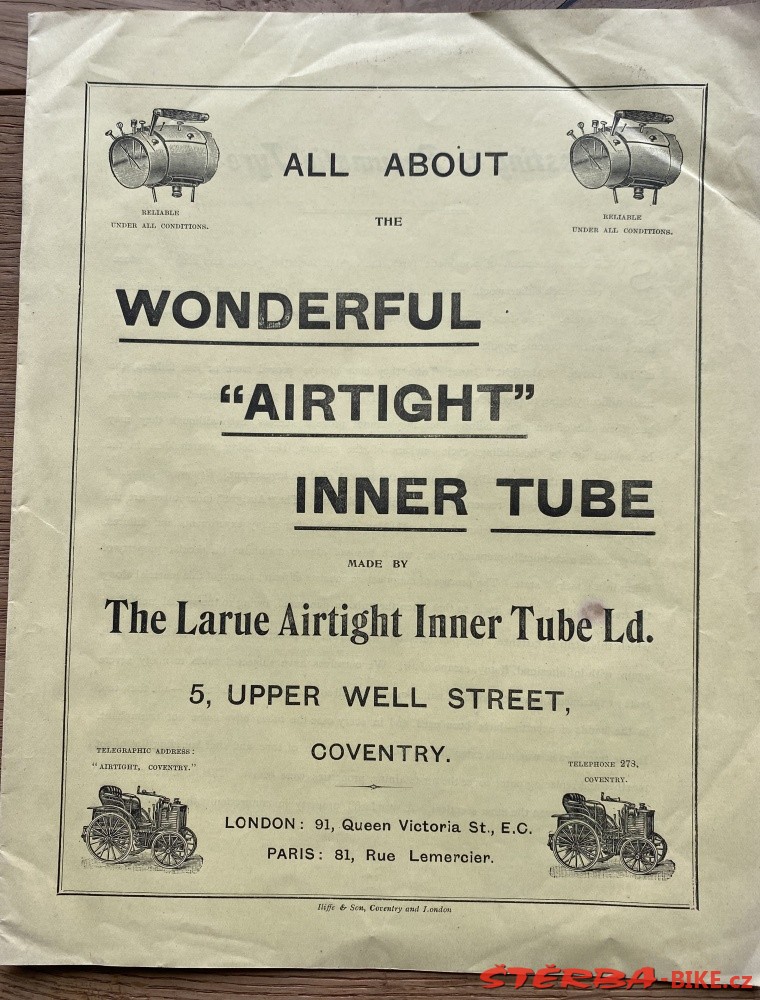 ALL ABOUT
RELIABLE
UNDER ALL CONDITIONS.
RELIABLE
UNDER ALL CONDITIONS.
THE
WONDERFUL
"AIRTIGHT"
INNER TUBE
MADE BY
The Larue Airtight Inner Tube Ld.
5, UPPER WELL STREET,
COVENTRY.
TELEGRAPHIC ADDRESS:
"AIRTIGHT, COVENTRY."
TELEPHONE 278,
COVENTRY.
LONDON: 91, Queen Victoria St., E.C.
PARIS: 81, Rue Lemercier.
Iliffe & Son, Coventry and London
ŠTĚRBA-BIKE.cz